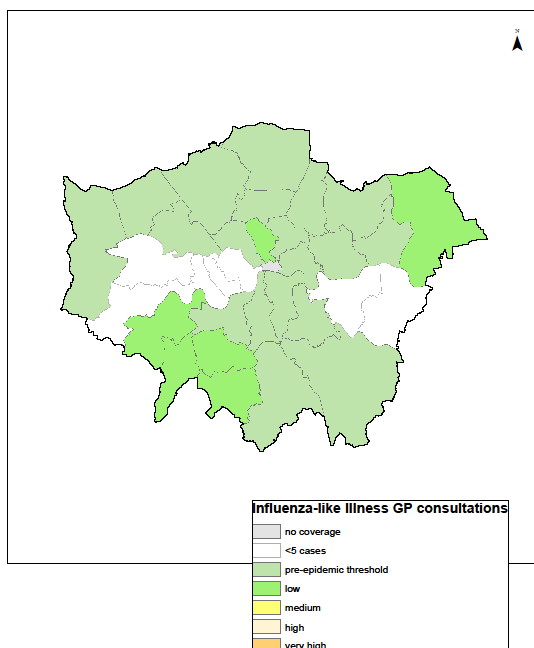 N
Influenza-like Illness GP consultations
no coverage
<5 cases
pre-epidemic threshold
low
medium
high
very high